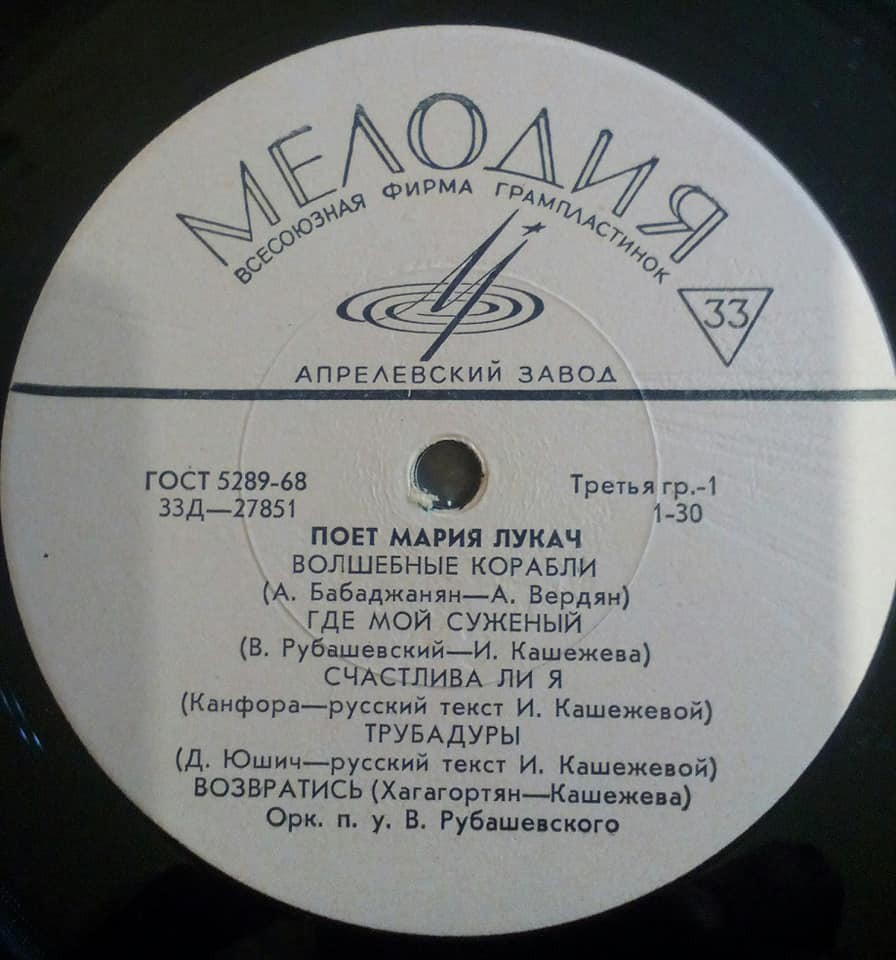 МЕЛОДИЯ
ВСЕСОЮЗНАЯ ФИРМА ГРАМПЛАСТИНОК
33
АПРЕЛЕВСКИЙ ЗАВОД
ГОСТ 5289-68 Третья гр.-1
33Д—27851 1-30
ПОЕТ МАРИЯ ЛУКАЧ
ВОЛШЕБНЫЕ КОРАБЛИ
(А. Бабаджанян—А. Вердян)
ГДЕ МОЙ СУЖЕНЫЙ
(В. Рубашевский—И. Кашежева)
СЧАСТЛИВА ЛИ Я
(Канфора—русский текст И. Кашежевой)
ТРУБАДУРЫ
(Д. Юшич—русский текст И. Кашежевой)
ВОЗВРАТИСЬ (Хагагортян—Кашежева)
Орк. п. у. В. Рубашевского